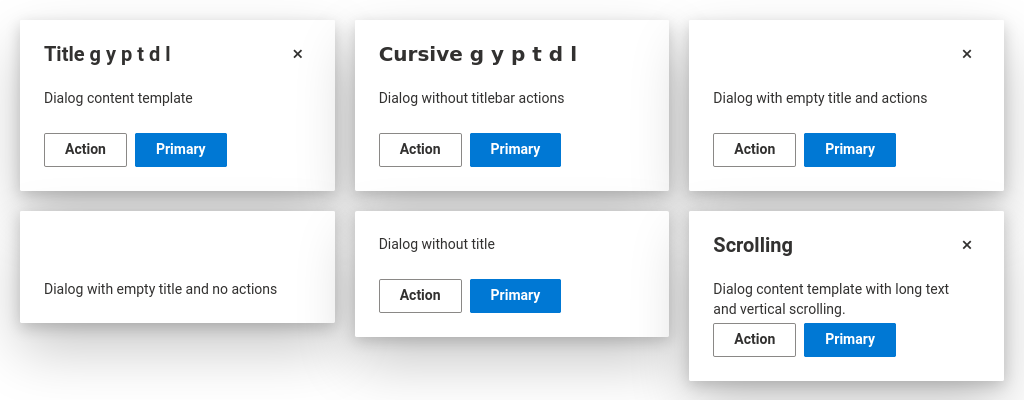 Title g y p t d l ×
Dialog content template
Action Primary
Cursive g y p t d l
Dialog without titlebar actions
Action Primary
×
Dialog with empty title and actions
Action Primary
Dialog with empty title and no actions
Dialog without title
Action Primary
Scrolling ×
Dialog content template with long text
and vertical scrolling.
Action Primary